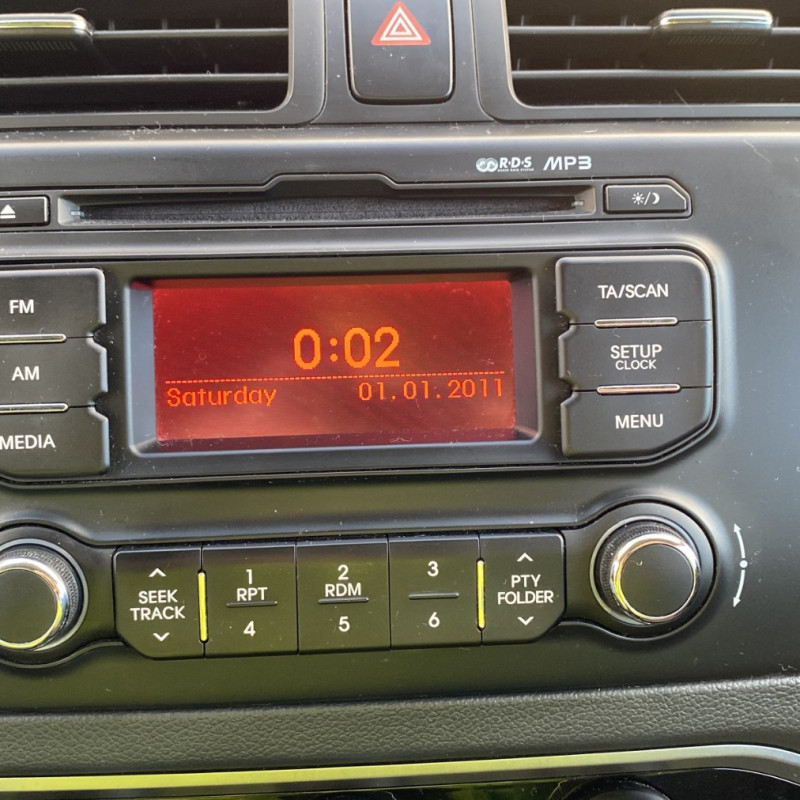 R·D·S MP3
FM
AM
MEDIA
0:02
Saturday 01.01.2011
TA/SCAN
SETUP
CLOCK
MENU
SEEK
TRACK
1
RPT
4
2
RDM
5
3
6
PTY
FOLDER